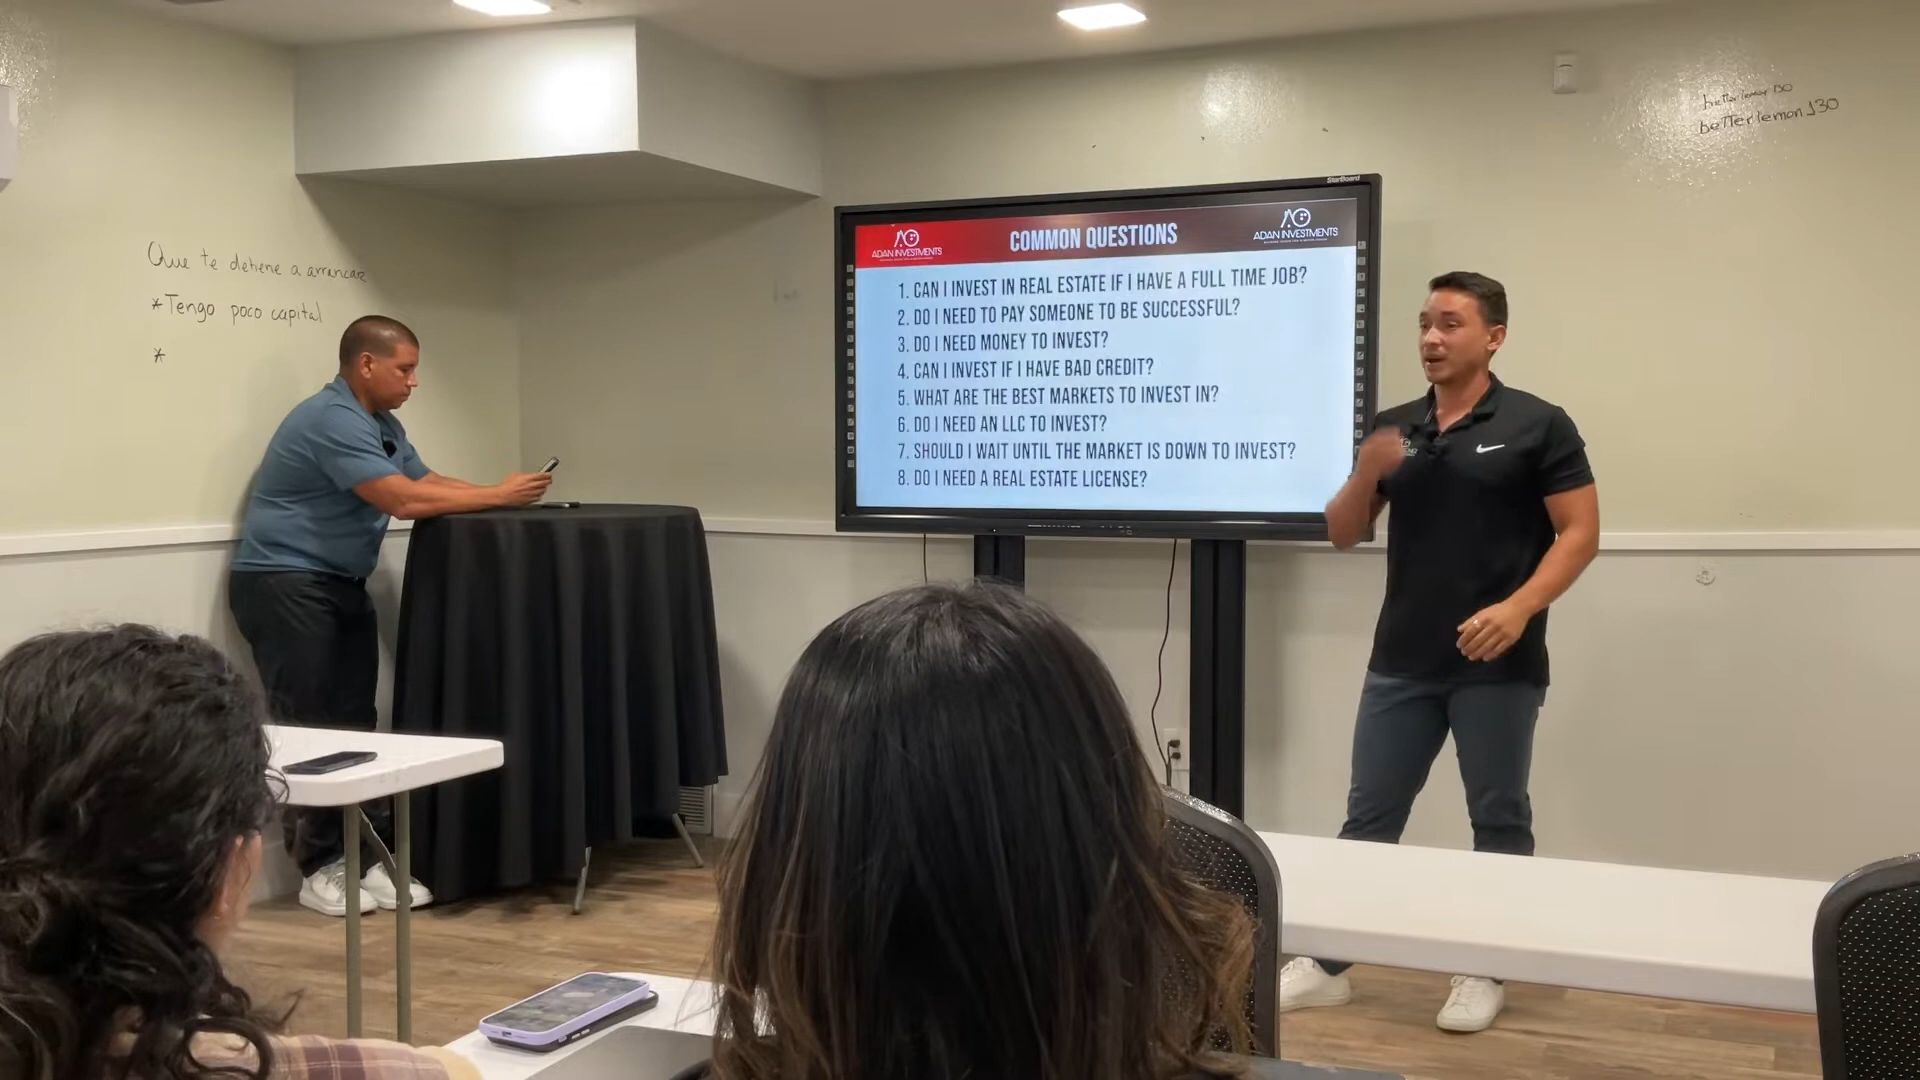 Que te detiene a arrancar
*Tengo poco capital
*
better lemon 130
betterlemon130
StarBoard
ADAN INVESTMENTS
COMMON QUESTIONS
ADAN INVESTMENTS
1. CAN I INVEST IN REAL ESTATE IF I HAVE A FULL TIME JOB?
2. DO I NEED TO PAY SOMEONE TO BE SUCCESSFUL?
3. DO I NEED MONEY TO INVEST?
4. CAN I INVEST IF I HAVE BAD CREDIT?
5. WHAT ARE THE BEST MARKETS TO INVEST IN?
6. DO I NEED AN LLC TO INVEST?
7. SHOULD I WAIT UNTIL THE MARKET IS DOWN TO INVEST?
8. DO I NEED A REAL ESTATE LICENSE?